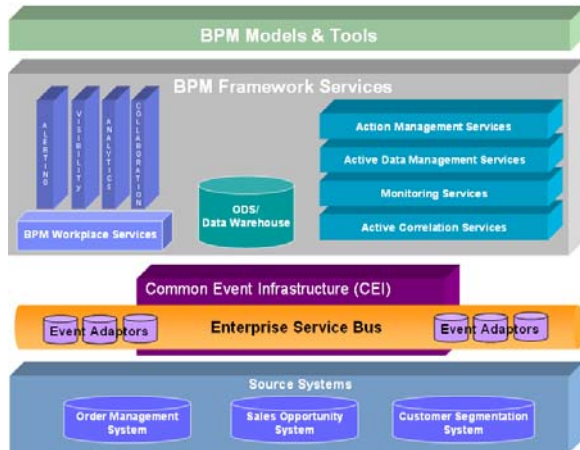 BPM Models & Tools
BPM Framework Services
ALERTING
VISIBILITY
ANALYTICS
COLLABORATION
BPM Workplace Services
ODS/
Data Warehouse
Action Management Services
Active Data Management Services
Monitoring Services
Active Correlation Services
Common Event Infrastructure (CEI)
Event Adaptors
Enterprise Service Bus
Event Adaptors
Source Systems
Order Management
System
Sales Opportunity
System
Customer Segmentation
System